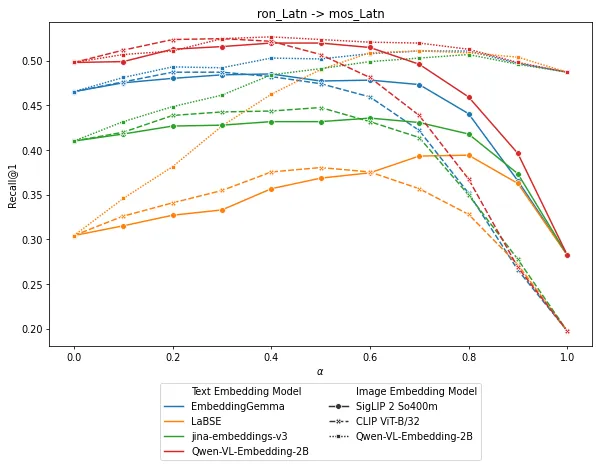 ron_Latn -> mos_Latn
Recall@1
0.50
0.45
0.40
0.35
0.30
0.25
0.20
0.0 0.2 0.4 0.6 0.8 1.0
α
Text Embedding Model Image Embedding Model
EmbeddingGemma SigLIP 2 So400m
LaBSE CLIP ViT-B/32
jina-embeddings-v3 Qwen-VL-Embedding-2B
Qwen-VL-Embedding-2B